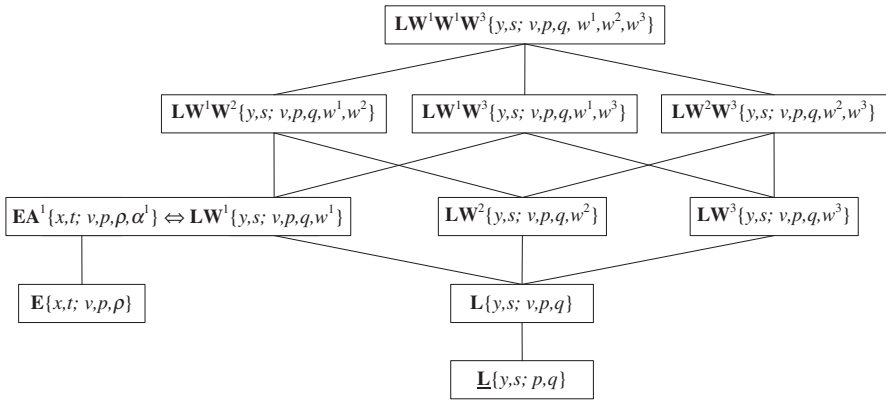 LW¹W¹W³{y,s; v,p,q, w¹,w²,w³}
LW¹W²{y,s; v,p,q,w¹,w²} LW¹W³{y,s; v,p,q,w¹,w³} LW²W³{y,s; v,p,q,w²,w³}
EA¹{x,t; v,p,ρ,α¹} ⇔ LW¹{y,s; v,p,q,w¹} LW²{y,s; v,p,q,w²} LW³{y,s; v,p,q,w³}
E{x,t; v,p,ρ} L{y,s; v,p,q}
L{y,s; p,q}